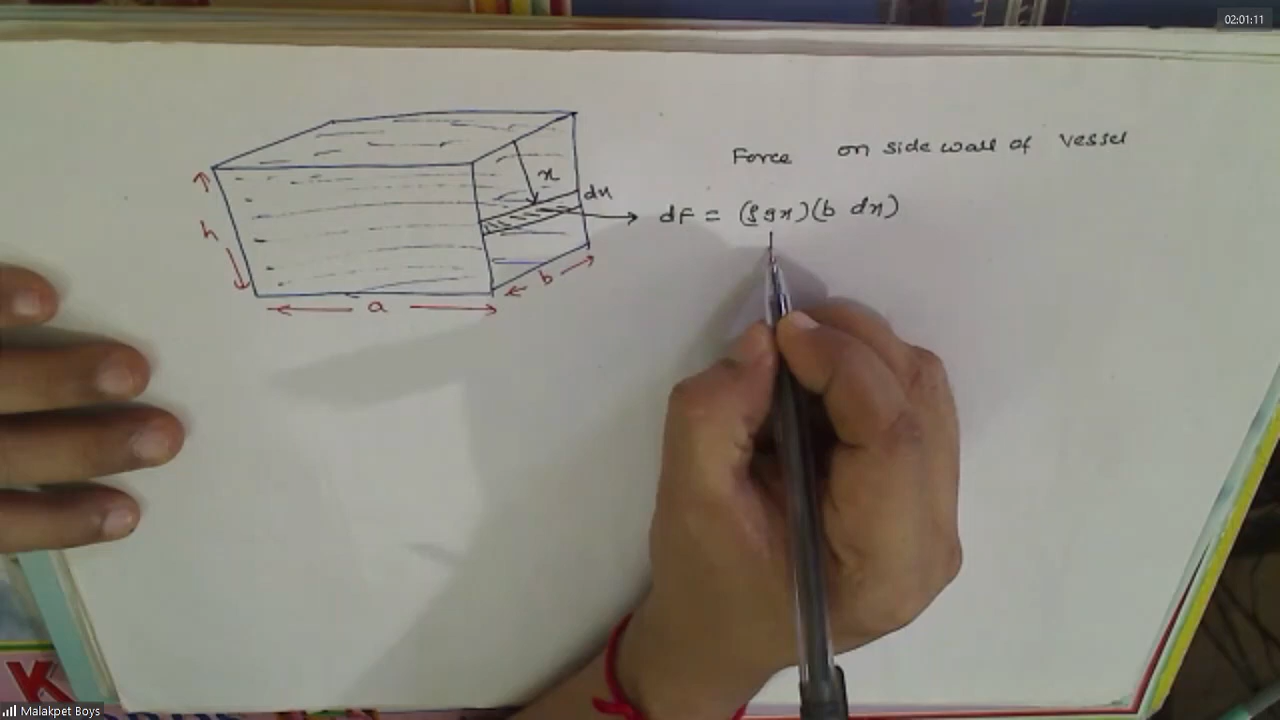 02:01:11
Force on side wall of vessel
x
dx
dF = (ρgx)(b dx)
h
b
a
K
Malakpet Boys